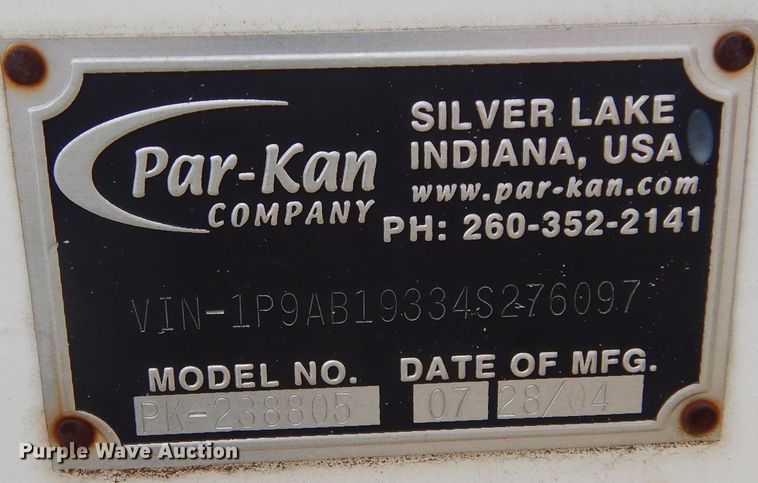 Par-Kan
COMPANY
SILVER LAKE
INDIANA, USA
www.par-kan.com
PH: 260-352-2141
VIN-1P9AB19334S276097
MODEL NO.
PK-238805
DATE OF MFG.
07 28/04
Purple Wave Auction